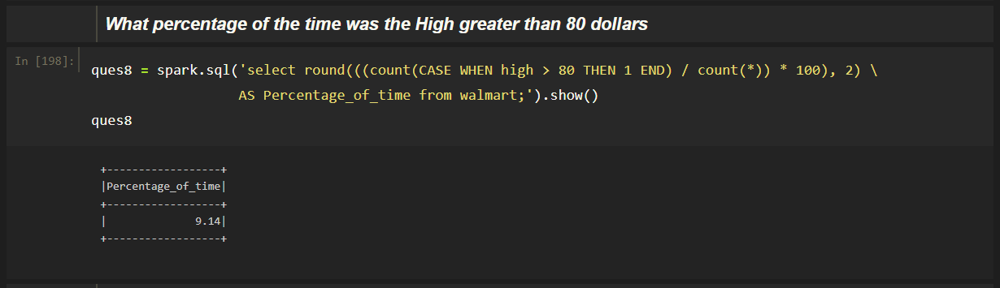 What percentage of the time was the High greater than 80 dollars
In [198]:
ques8 = spark.sql('select round(((count(CASE WHEN high > 80 THEN 1 END) / count(*)) * 100), 2) \
AS Percentage_of_time from walmart;').show()
ques8
+------------------+
|Percentage_of_time|
+------------------+
|              9.14|
+------------------+